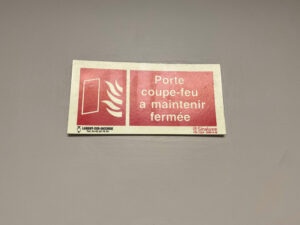 Porte
coupe-feu
a maintenir
fermée